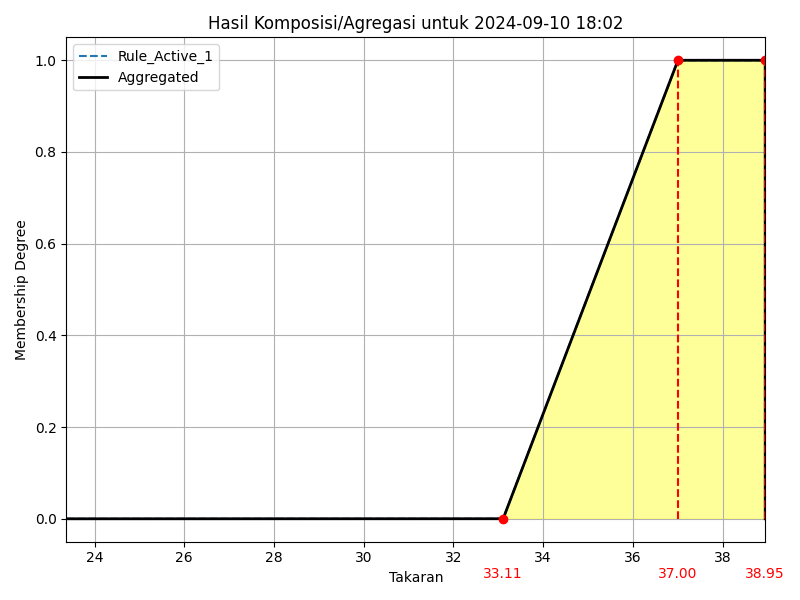 Hasil Komposisi/Agregasi untuk 2024-09-10 18:02
Rule_Active_1
Aggregated
Membership Degree
1.0
0.8
0.6
0.4
0.2
0.0
24 26 28 30 32 34 36 38
Takaran 33.11 37.00 38.95